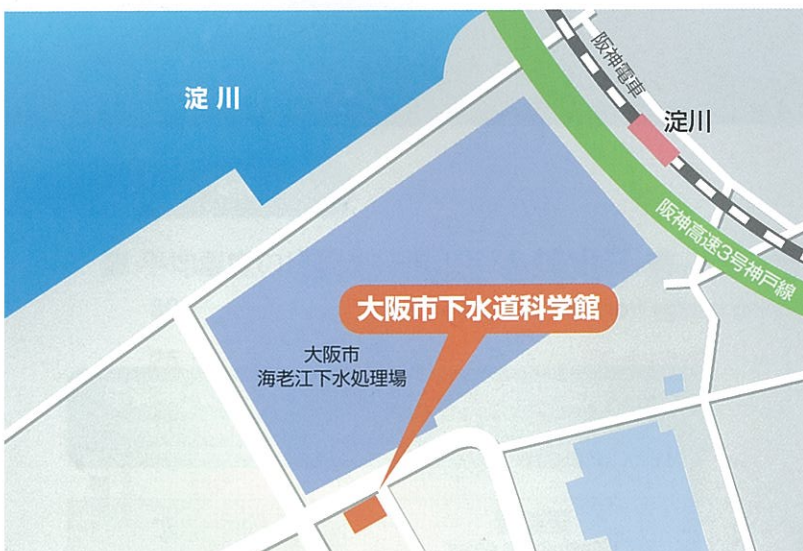 淀川
阪神電車
淀川
阪神高速3号神戸線
大阪市下水道科学館
大阪市
海老江下水処理場